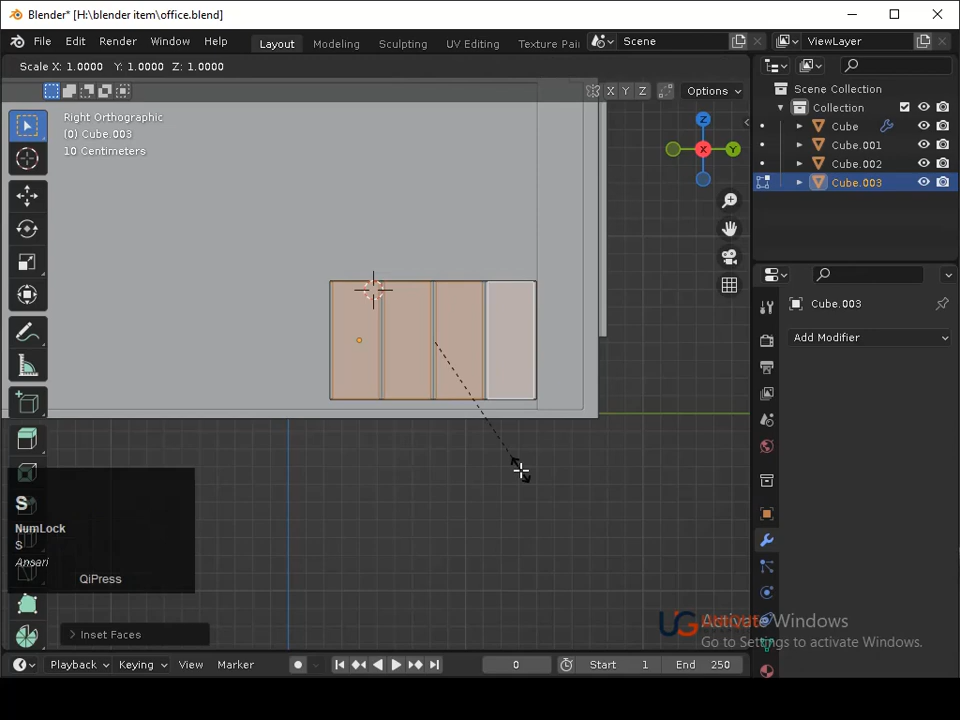 Blender* [H:\blender item\office.blend]
File Edit Render Window Help Layout Modeling Sculpting UV Editing Texture Pai Scene ViewLayer
Scale X: 1.0000 Y: 1.0000 Z: 1.0000
X Y Z Options
Right Orthographic
(0) Cube.003
10 Centimeters
Z
X Y
Scene Collection
Collection
Cube
Cube.001
Cube.002
Cube.003
Cube.003
Add Modifier
S
NumLock
S
Ansari
QiPress
Inset Faces
UG
Activate Windows
Go to Settings to activate Windows.
Playback Keying View Marker 0 Start 1 End 250